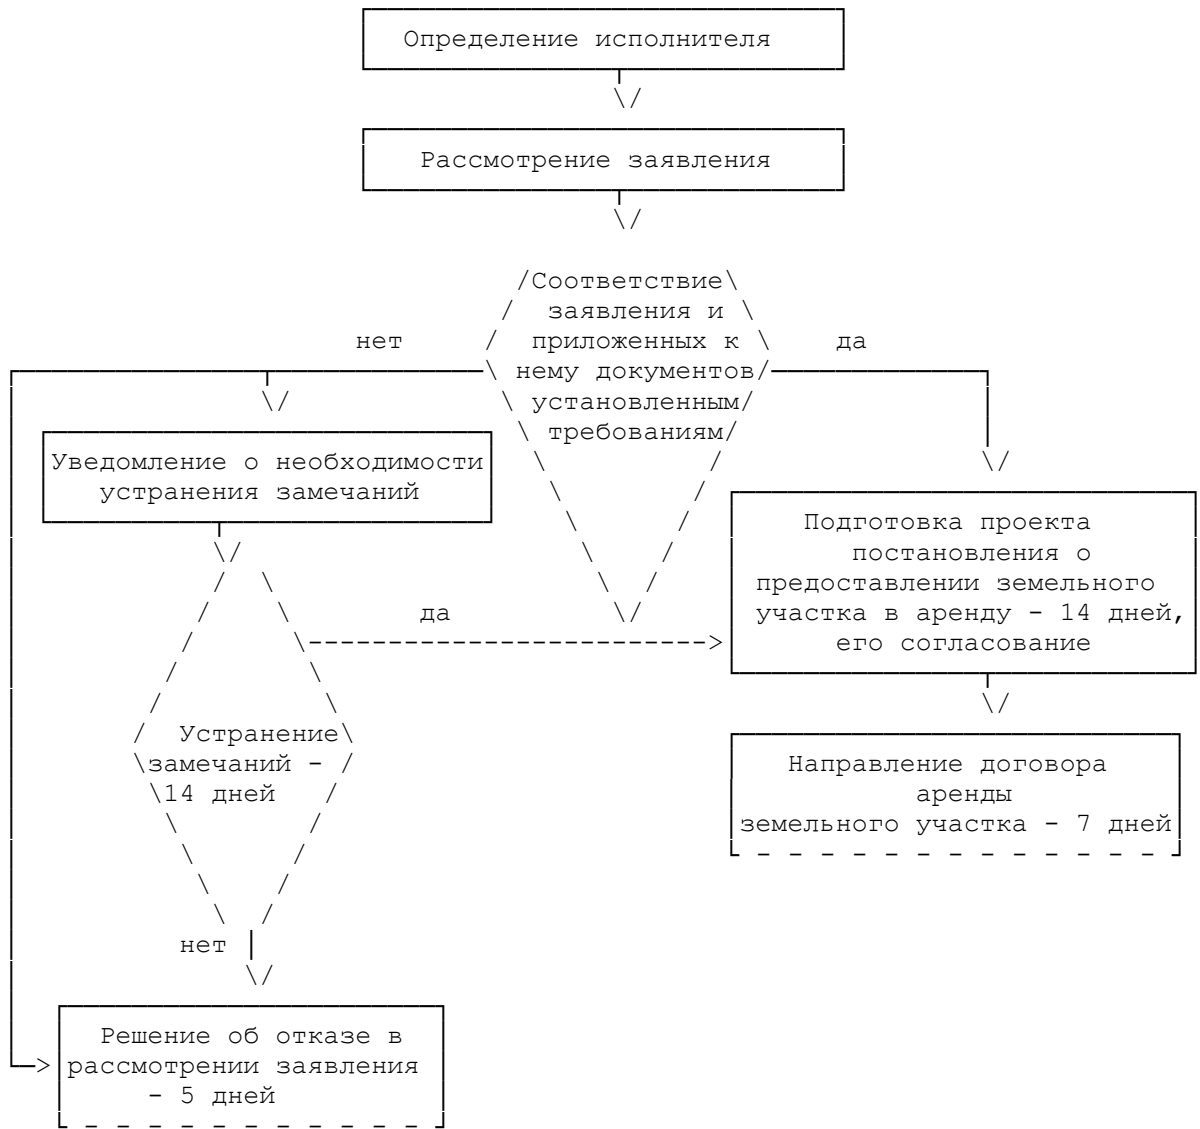 Определение исполнителя
Рассмотрение заявления
Соответствие
заявления и
приложенных к
нему документов
установленным
требованиям
нет
да
Уведомление о необходимости
устранения замечаний
Подготовка проекта
постановления о
предоставлении земельного
участка в аренду - 14 дней,
его согласование
да
Устранение
замечаний -
14 дней
Направление договора
аренды
земельного участка - 7 дней
нет
Решение об отказе в
рассмотрении заявления
- 5 дней